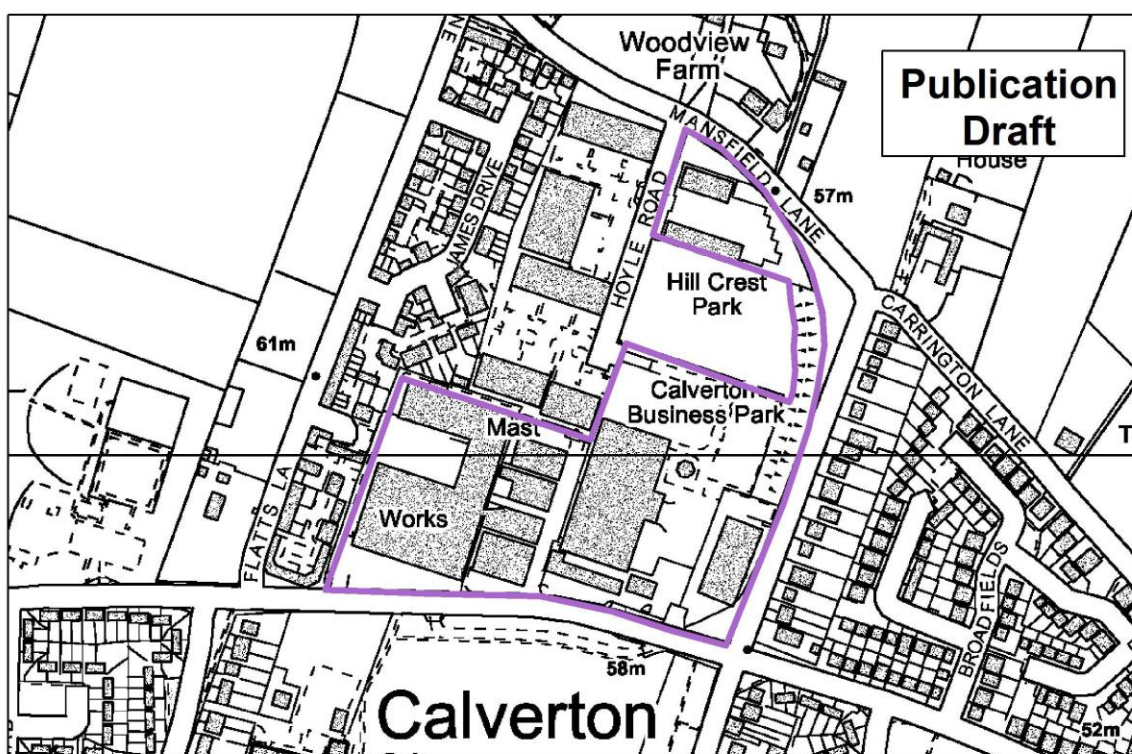 Woodview
Farm
Publication
Draft
House
MANSFIELD LANE
57m
NE
JAMES DRIVE
HOYLE ROAD
Hill Crest
Park
CARRINGTON LANE
61m
Calverton
Business Park
Mast
T
Works
FLATTS LA
BROADFIELDS
58m
Calverton
52m